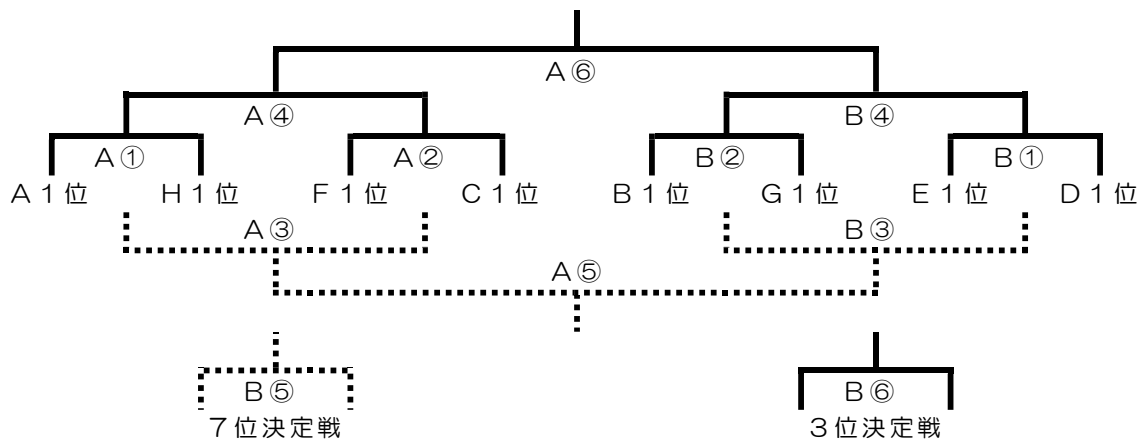 A⑥
A④ B④
A① A② B② B①
A1位 H1位 F1位 C1位 B1位 G1位 E1位 D1位
A③ B③
A⑤
B⑤ B⑥
7位決定戦 3位決定戦